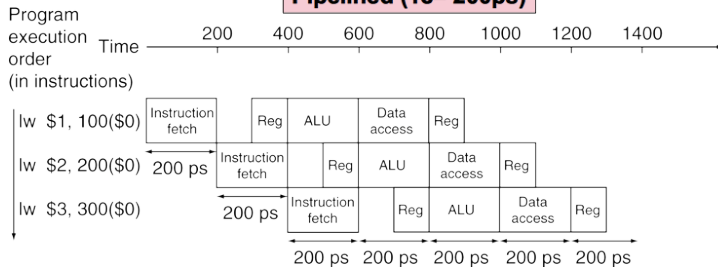 Program
execution
order
(in instructions)
Time
200 400 600 800 1000 1200 1400
lw $1, 100($0)
Instruction
fetch
Reg
ALU
Data
access
Reg
lw $2, 200($0)
200 ps
Instruction
fetch
Reg
ALU
Data
access
Reg
lw $3, 300($0)
200 ps
Instruction
fetch
Reg
ALU
Data
access
Reg
200 ps 200 ps 200 ps 200 ps 200 ps